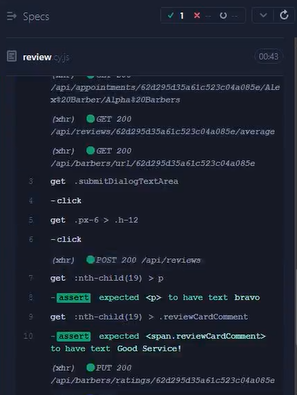 Specs
1 -- --
review.cy.js 00:43
(xhr) GET 200
/api/appointments/62d295d35a61c523c04a085e/Ale
x%20Barber/Alpha%20Barbers
(xhr) GET 200
/api/reviews/62d295d35a61c523c04a085e/average
(xhr) GET 200
/api/barbers/url/62d295d35a61c523c04a085e
3 get .submitDialogTextArea
4 -click
5 get .px-6 > .h-12
6 -click
(xhr) POST 200 /api/reviews
7 get :nth-child(19) > p
8 -assert expected <p> to have text bravo
9 get :nth-child(19) > .reviewCardComment
10 -assert expected <span.reviewCardComment>
to have text Good Service!
(xhr) PUT 200
/api/barbers/ratings/62d295d35a61c523c04a085e